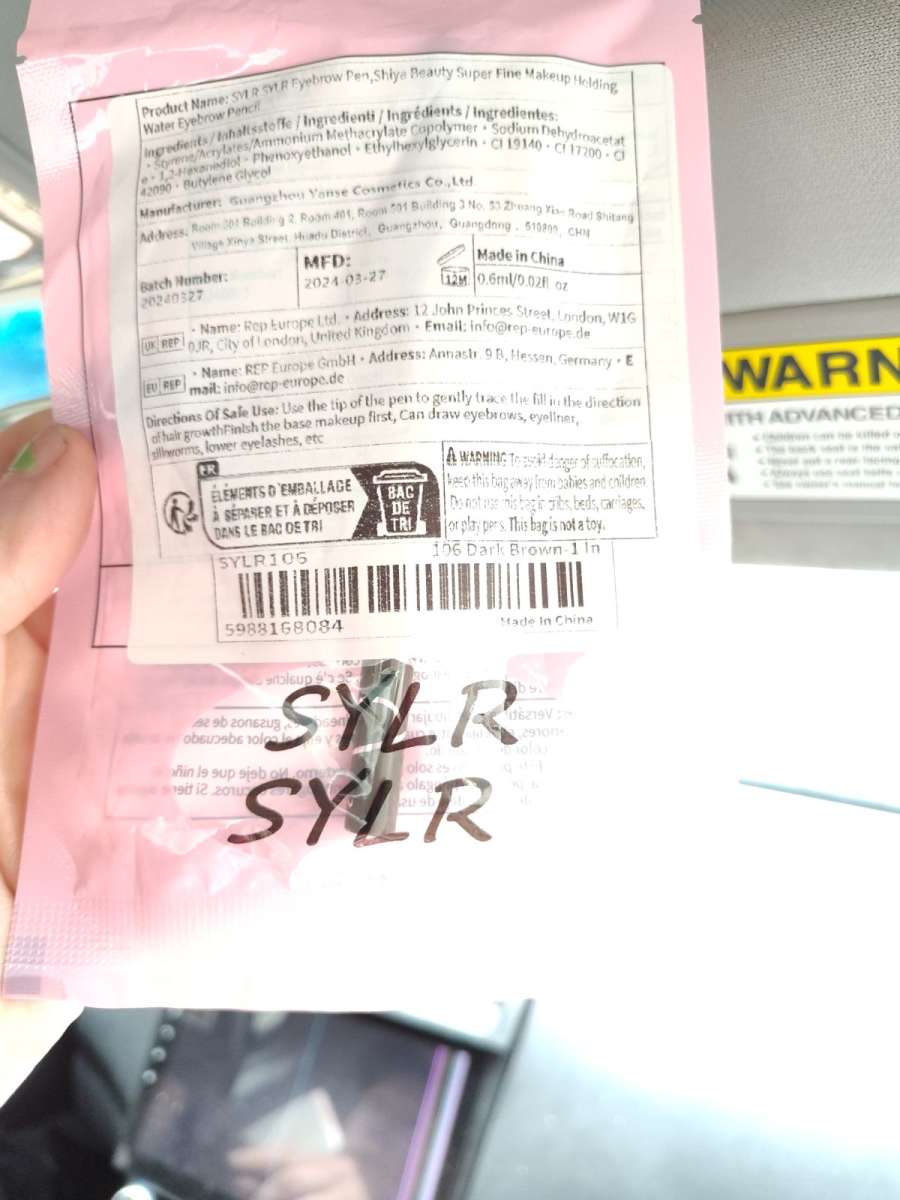 Product Name: SYLR SYLR Eyebrow Pen,Shiya Beauty Super Fine Makeup Holding
Water Eyebrow Pencil
Ingredients / Inhaltsstoffe / Ingredienti / Ingrédients / Ingredientes:
· Styrene/Acrylates/Ammonium Methacrylate Copolymer · Sodium Dehydroacetat
e · 1,2-Hexanediol · Phenoxyethanol · Ethylhexylglycerin · CI 19140 · CI 17200 · CI
42090 · Butylene Glycol
Manufacturer: Guangzhou Yanse Cosmetics Co.,Ltd
Address: Room 301 Building 2, Room 401, Room 501 Building 3 No. 53 Road Shitang
Village Xinya Street, Huadu District, Guangzhou, Guangdong, 510800, CHN
Batch Number:
20240327
MFD:
2024-03-27
12M
Made in China
0.6ml/0.02fl oz
UK REP
· Name: Rep Europe Ltd. · Address: 12 John Princes Street, London, W1G
0JR, City of London, United Kingdom · Email: info@rep-europe.de
EU REP
· Name: REP Europe GmbH · Address: Annastr. 9 B, Hessen, Germany · E
mail: info@rep-europe.de
Directions Of Safe Use: Use the tip of the pen to gently trace the fill in the direction
of hair growthFinish the base makeup first, Can draw eyebrows, eyeliner,
silkworms, lower eyelashes, etc
FR
ÉLÉMENTS D'EMBALLAGE
À SÉPARER ET À DÉPOSER
DANS LE BAC DE TRI
BAC
DE
TRI
WARNING To avoid danger of suffocation,
keep this bag away from babies and children.
Do not use this bag in cribs, beds, carriages,
or play pens. This bag is not a toy.
SYLR105
106 Dark Brown-1 In
5988168084
Made In China
SYLR
SYLR
WARN
ITH ADVANCED